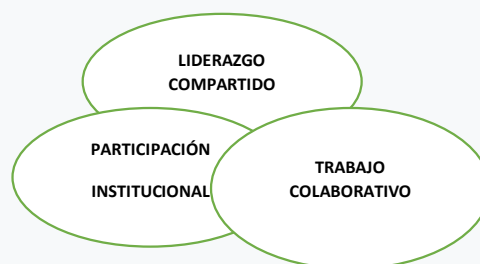 LIDERAZGO
COMPARTIDO
PARTICIPACIÓN
INSTITUCIONAL
TRABAJO
COLABORATIVO